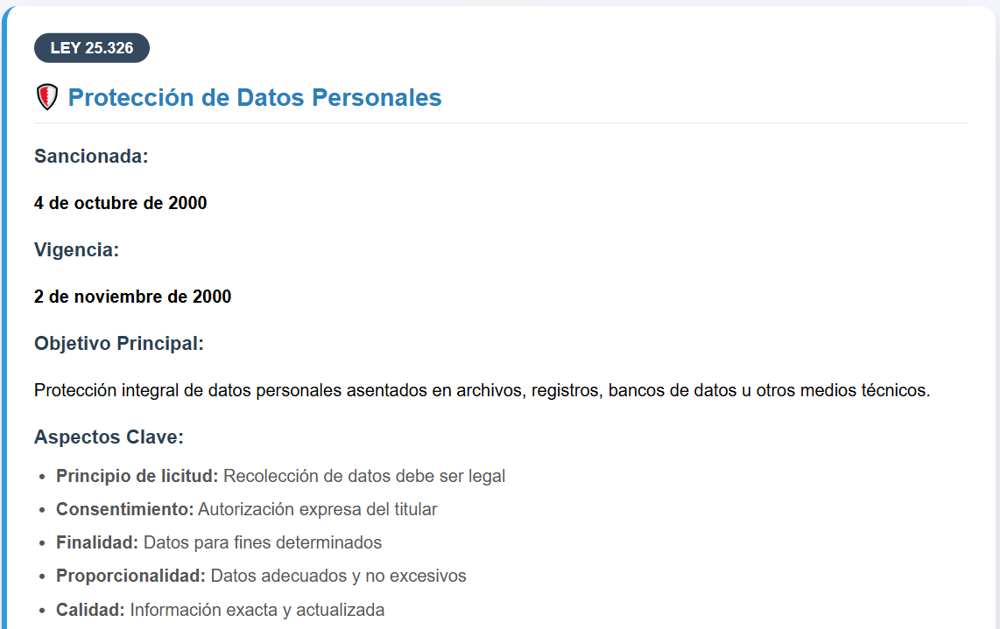 LEY 25.326
Protección de Datos Personales
Sancionada:
4 de octubre de 2000
Vigencia:
2 de noviembre de 2000
Objetivo Principal:
Protección integral de datos personales asentados en archivos, registros, bancos de datos u otros medios técnicos.
Aspectos Clave:
• Principio de licitud: Recolección de datos debe ser legal
• Consentimiento: Autorización expresa del titular
• Finalidad: Datos para fines determinados
• Proporcionalidad: Datos adecuados y no excesivos
• Calidad: Información exacta y actualizada